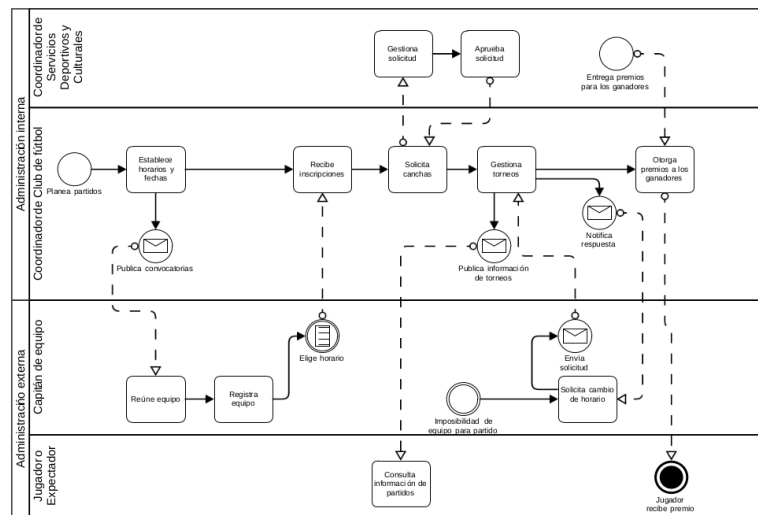 Administracón interna
Coordinador de
Servicios
Deportivos y
Culturales
Gestiona
solicitud
Aprueba
solicitud
Entrega premios
para los ganadores
Coordinador de Club de fútbol
Planea partidos
Establece
horarios y
fechas
Recibe
inscripciones
Solicita
canchas
Gestiona
torneos
Otorga
premios a los
ganadores
Publica convocatorias
Publica información
de torneos
Notifica
respuesta
Administracño externa
Capitán de equipo
Elige horario
Reúne equipo
Registra
equipo
Envia
solicitud
Solicita cambio
de horario
Imposibilidad de
equipo para partido
Jugador o
Expectador
Consulta
información de
partidos
Jugador
recibe premio